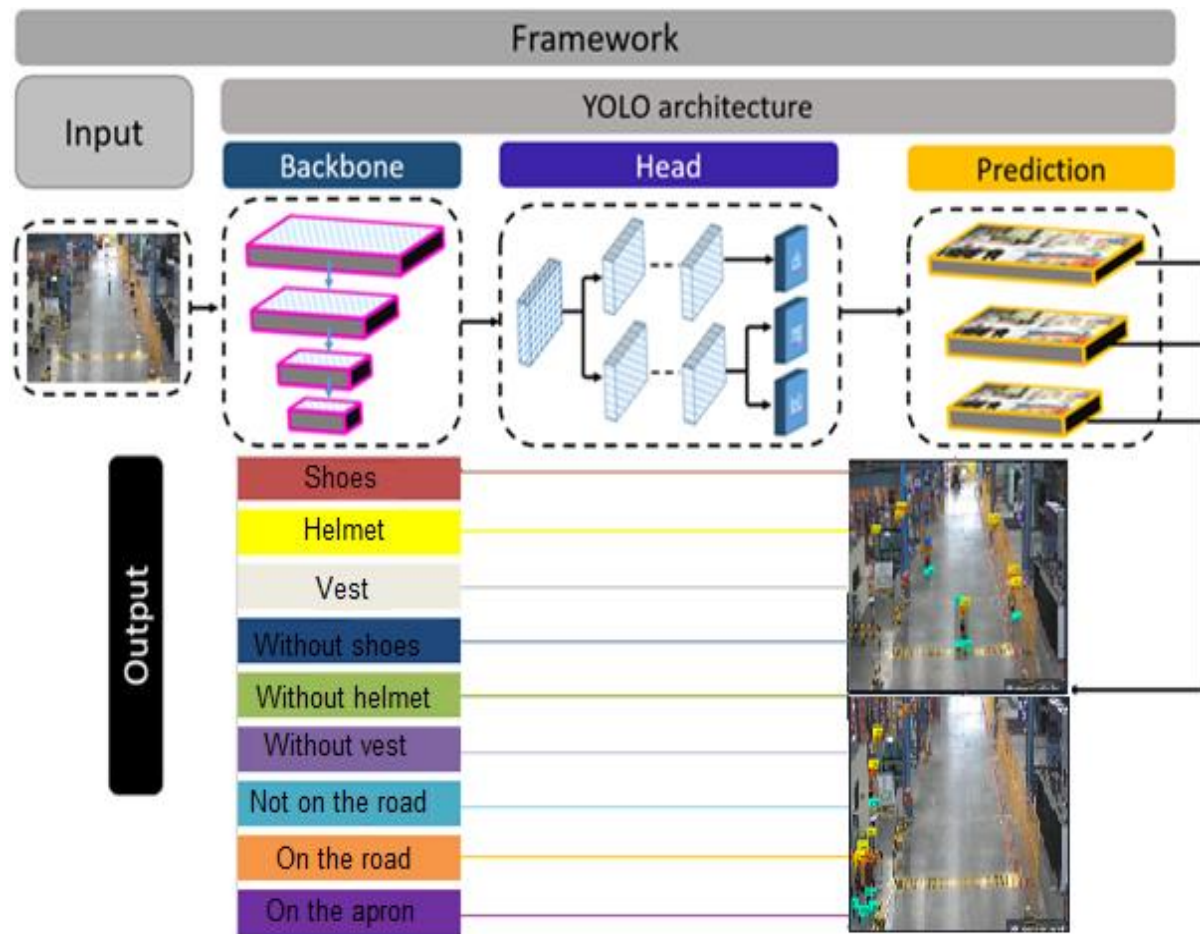 Framework
Input
YOLO architecture
Backbone
Head
Prediction
Output
Shoes
Helmet
Vest
Without shoes
Without helmet
Without vest
Not on the road
On the road
On the apron